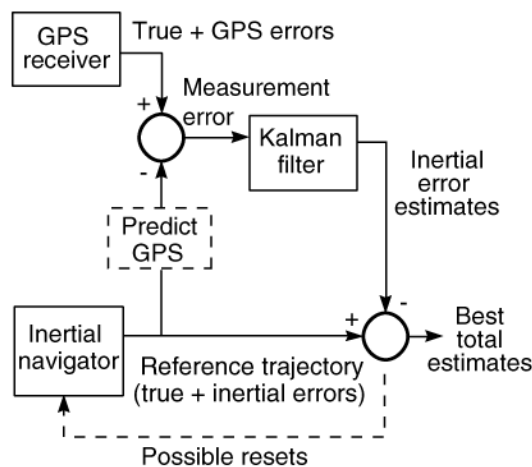 GPS
receiver
True + GPS errors
+
-
Measurement
error
Kalman
filter
Inertial
error
estimates
Predict
GPS
Inertial
navigator
Reference trajectory
(true + inertial errors)
+
-
Best
total
estimates
Possible resets